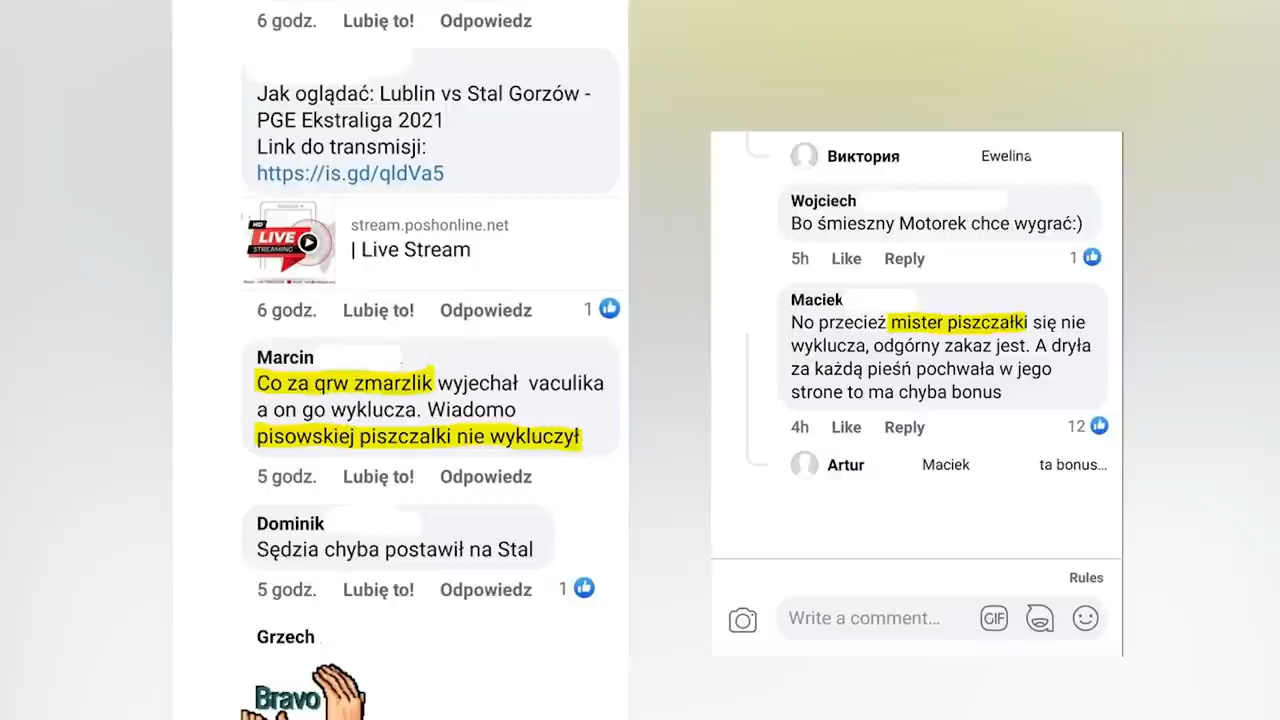 6 godz. Lubię to! Odpowiedz
Jak oglądać: Lublin vs Stal Gorzów -
PGE Ekstraliga 2021
Link do transmisji:
https://is.gd/qldVa5
HD
LIVE
STREAMING
stream.poshonline.net
| Live Stream
6 godz. Lubię to! Odpowiedz 1
Marcin
Co za qrw zmarzlik wyjechał vaculika
a on go wyklucza. Wiadomo
pisowskiej piszczalki nie wykluczył
5 godz. Lubię to! Odpowiedz
Dominik
Sędzia chyba postawił na Stal
5 godz. Lubię to! Odpowiedz 1
Grzech
Bravo
Виктория Ewelina
Wojciech
Bo śmieszny Motorek chce wygrać:)
5h Like Reply 1
Maciek
No przecież mister piszczałki się nie
wyklucza, odgórny zakaz jest. A dryła
za każdą pieśń pochwała w jego
strone to ma chyba bonus
4h Like Reply 12
Artur Maciek ta bonus...
Rules
Write a comment...
GIF